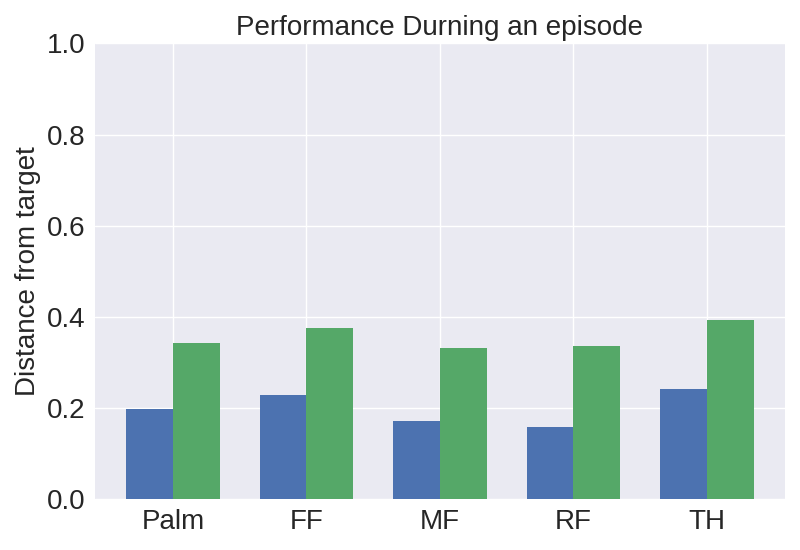 Performance Durning an episode
Distance from target
1.0
0.8
0.6
0.4
0.2
0.0
Palm FF MF RF TH